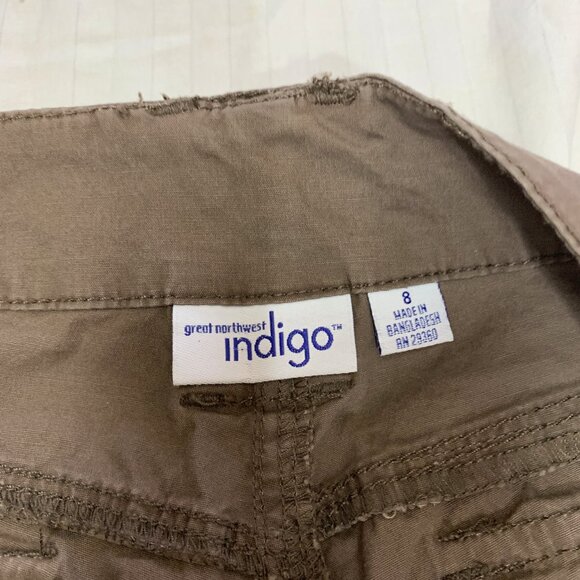 great northwest
indigo™
8
MADE IN
BANGLADESH
RN 29360